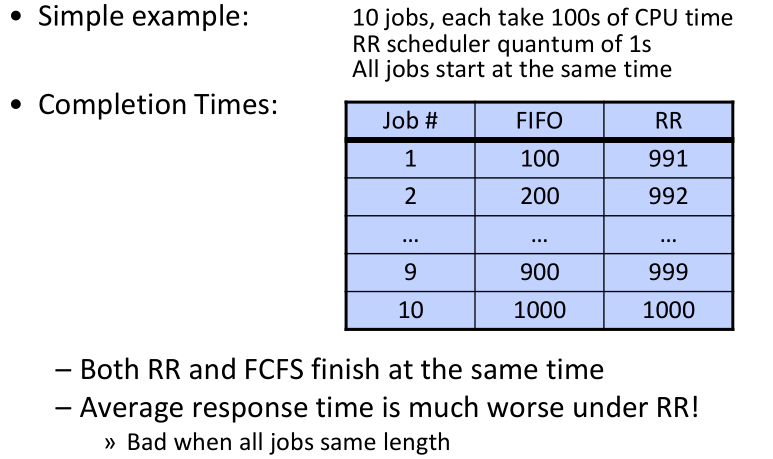 • Simple example:
10 jobs, each take 100s of CPU time
RR scheduler quantum of 1s
All jobs start at the same time
• Completion Times:
Job # FIFO RR
1 100 991
2 200 992
... ... ...
9 900 999
10 1000 1000
– Both RR and FCFS finish at the same time
– Average response time is much worse under RR!
» Bad when all jobs same length